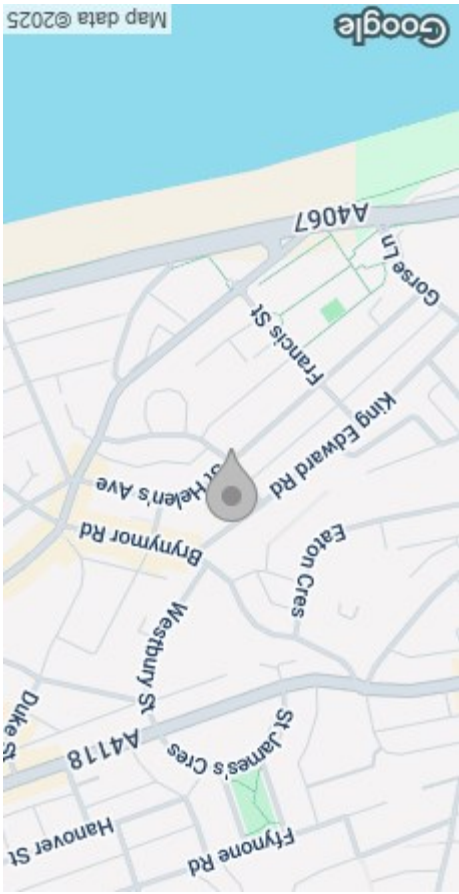 Ffynone Rd
Hanover St
St James's Cres
A4118
Duke St
Westbury St
Eaton Cres
Brynymor Rd
King Edward Rd
St Helen's Ave
Francis St
Gorse Ln
A4067
Google
Map data ©2025